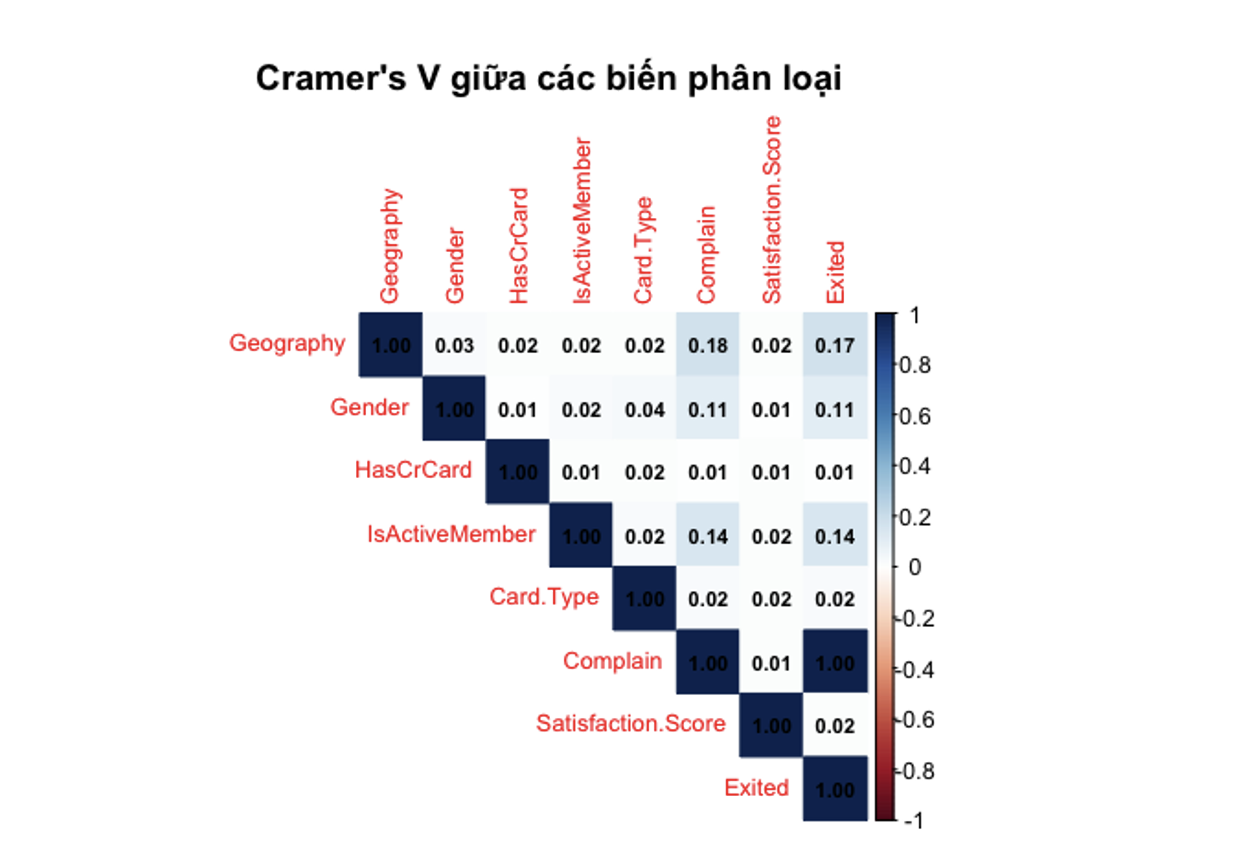 Cramer's V giữa các biến phân loại
Geography Gender HasCrCard IsActiveMember Card.Type Complain Satisfaction.Score Exited
Geography 1.00 0.03 0.02 0.02 0.02 0.18 0.02 0.17
Gender 1.00 0.01 0.02 0.04 0.11 0.01 0.11
HasCrCard 1.00 0.01 0.02 0.01 0.01 0.01
IsActiveMember 1.00 0.02 0.14 0.02 0.14
Card.Type 1.00 0.02 0.02 0.02
Complain 1.00 0.01 1.00
Satisfaction.Score 1.00 0.02
Exited 1.00
1
0.8
0.6
0.4
0.2
0
-0.2
-0.4
-0.6
-0.8
-1